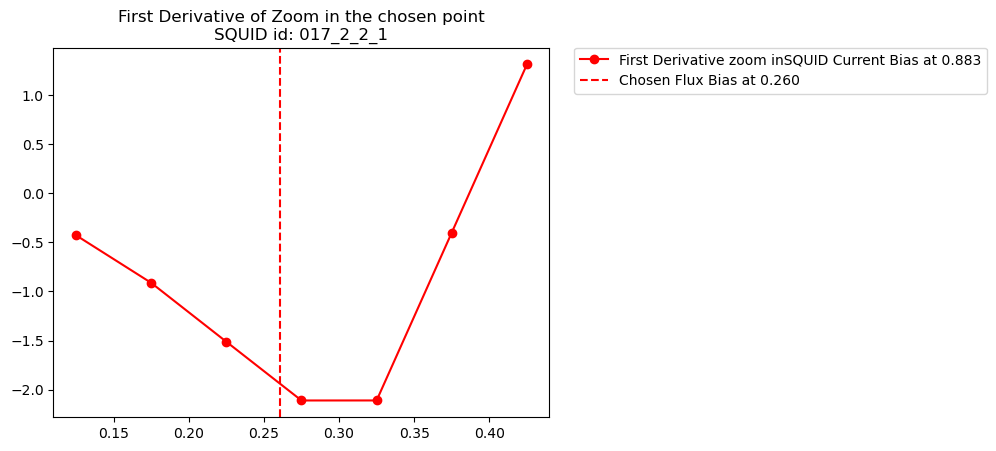 First Derivative of Zoom in the chosen point
SQUID id: 017_2_2_1
First Derivative zoom inSQUID Current Bias at 0.883
Chosen Flux Bias at 0.260
1.0
0.5
0.0
−0.5
−1.0
−1.5
−2.0
0.15 0.20 0.25 0.30 0.35 0.40